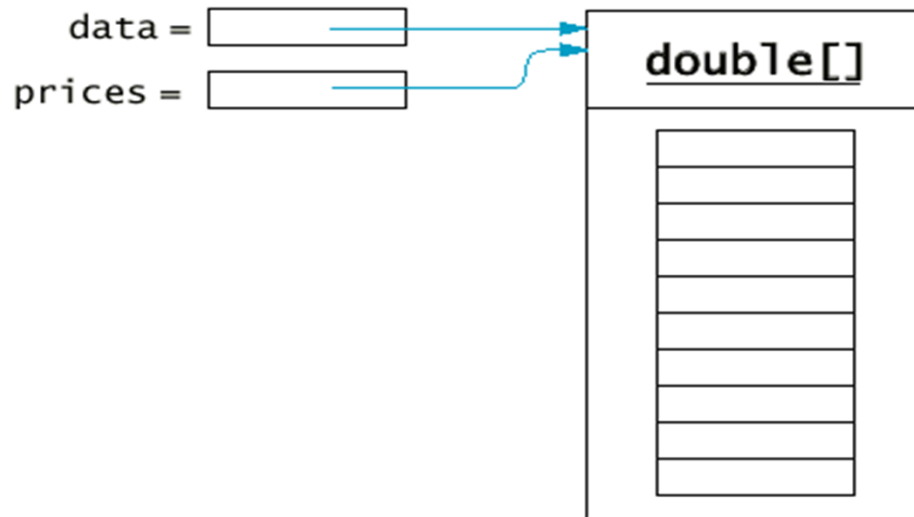 data =
prices =
double[]